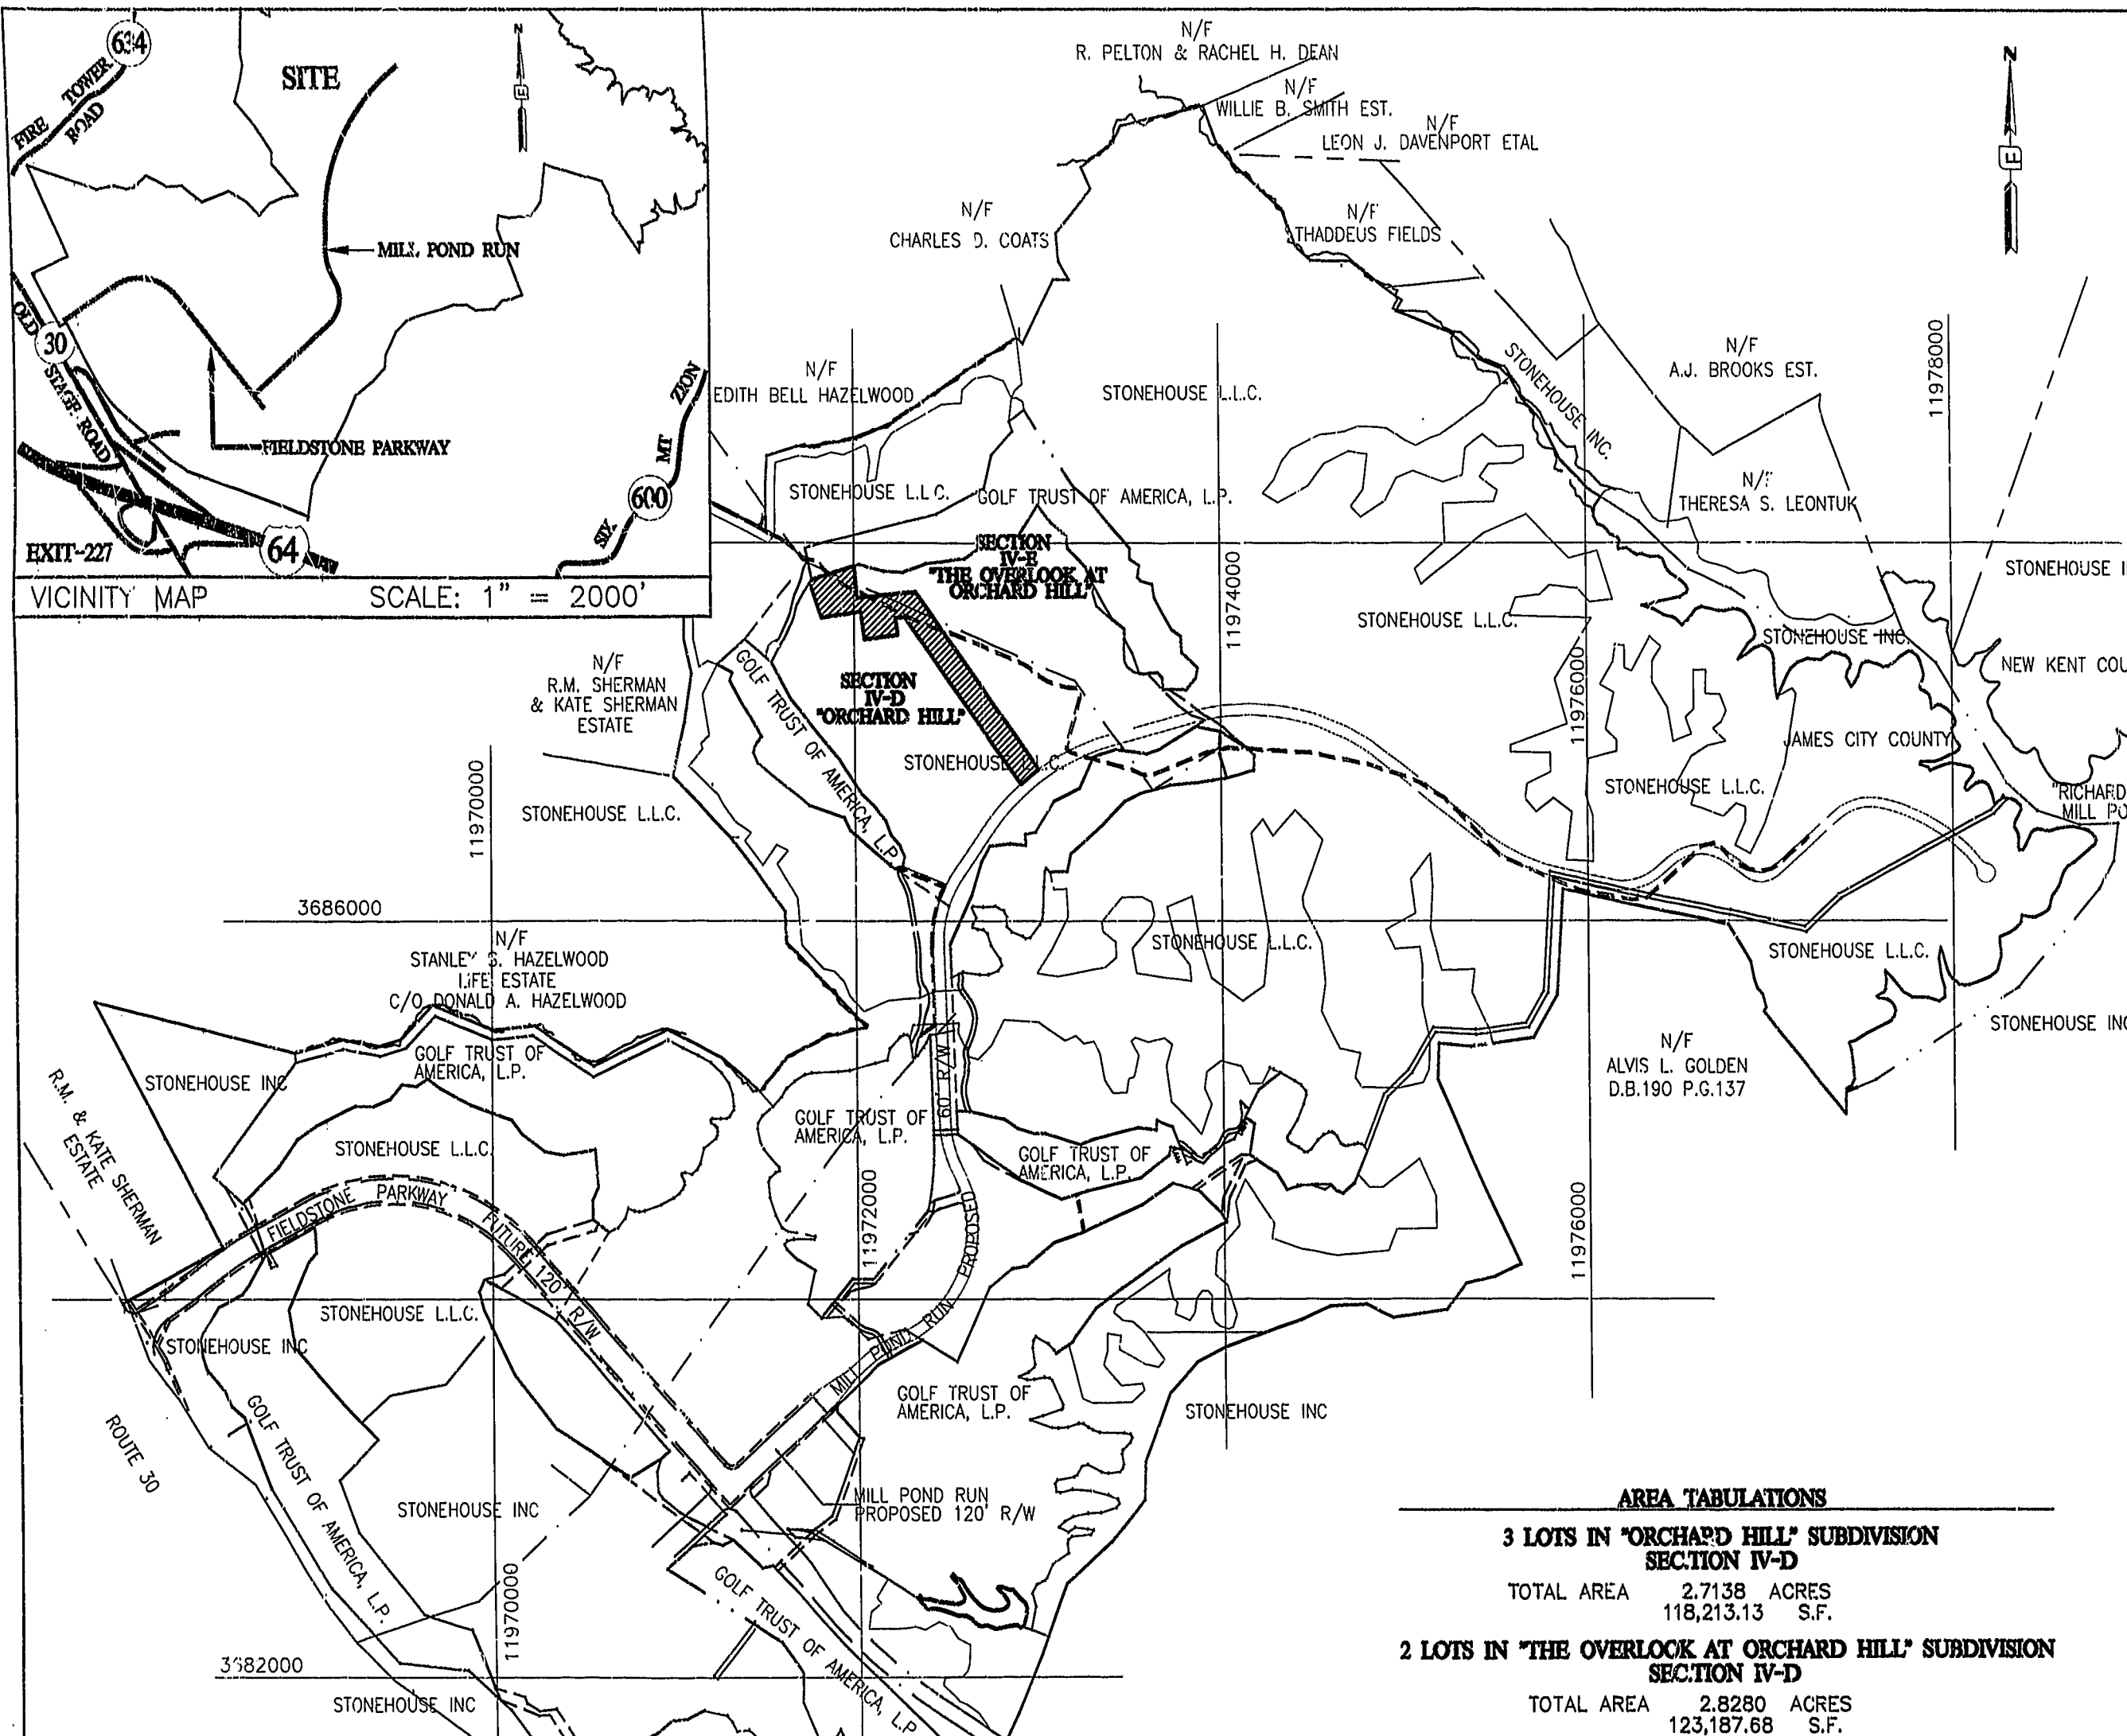 634
FIRE TOWER
ROAD
SITE
N
MILL POND RUN
OLD
30
STAGE ROAD
FIELDSTONE PARKWAY
SIX
MT
ZION
600
64
EXIT-227
VICINITY MAP
SCALE: 1" = 2000'
N/F
R. PELTON & RACHEL H. DEAN
N/F
WILLIE B. SMITH EST.
N/F
LEON J. DAVENPORT ETAL
N
N/F
CHARLES D. COATS
N/F
THADDEUS FIELDS
N/F
EDITH BELL HAZELWOOD
STONEHOUSE L.L.C.
STONEHOUSE INC.
N/F
A.J. BROOKS EST.
11978000
STONEHOUSE L.L.C.
GOLF TRUST OF AMERICA, L.P.
N/F
THERESA S. LEONTUK
SECTION
IV-E
"THE OVERLOOK AT
ORCHARD HILL"
11974000
STONEHOUSE I
STONEHOUSE L.L.C.
STONEHOUSE INC.
NEW KENT COU
N/F
R.M. SHERMAN
& KATE SHERMAN
ESTATE
GOLF TRUST OF AMERICA, L.P.
SECTION
IV-D
"ORCHARD HILL"
11976000
JAMES CITY COUNTY
STONEHOUSE L.L.C.
STONEHOUSE L.L.C.
"RICHARD
MILL PO
11970000
STONEHOUSE L.L.C.
3686000
N/F
STANLEY S. HAZELWOOD
LIFE ESTATE
C/O DONALD A. HAZELWOOD
STONEHOUSE L.L.C.
STONEHOUSE L.L.C.
STONEHOUSE INC
N/F
ALVIS L. GOLDEN
D.B.190 P.G.137
GOLF TRUST OF
AMERICA, L.P.
STONEHOUSE INC
R.M. & KATE SHERMAN
ESTATE
60' R/W
GOLF TRUST OF
AMERICA, L.P.
STONEHOUSE L.L.C.
GOLF TRUST OF
AMERICA, L.P.
FIELDSTONE PARKWAY
FUTURE 120' R/W
11972000
11976000
MILL POND RUN PROPOSED
STONEHOUSE L.L.C.
STONEHOUSE INC
GOLF TRUST OF
AMERICA, L.P.
STONEHOUSE INC
ROUTE 30
GOLF TRUST OF AMERICA, L.P.
STONEHOUSE INC
MILL POND RUN
PROPOSED 120' R/W
11970000
GOLF TRUST OF AMERICA, L.P.
3682000
STONEHOUSE INC
AREA TABULATIONS
3 LOTS IN "ORCHARD HILL" SUBDIVISION
SECTION IV-D
TOTAL AREA 2.7138 ACRES
118,213.13 S.F.
2 LOTS IN "THE OVERLOOK AT ORCHARD HILL" SUBDIVISION
SECTION IV-D
TOTAL AREA 2.8280 ACRES
123,187.68 S.F.